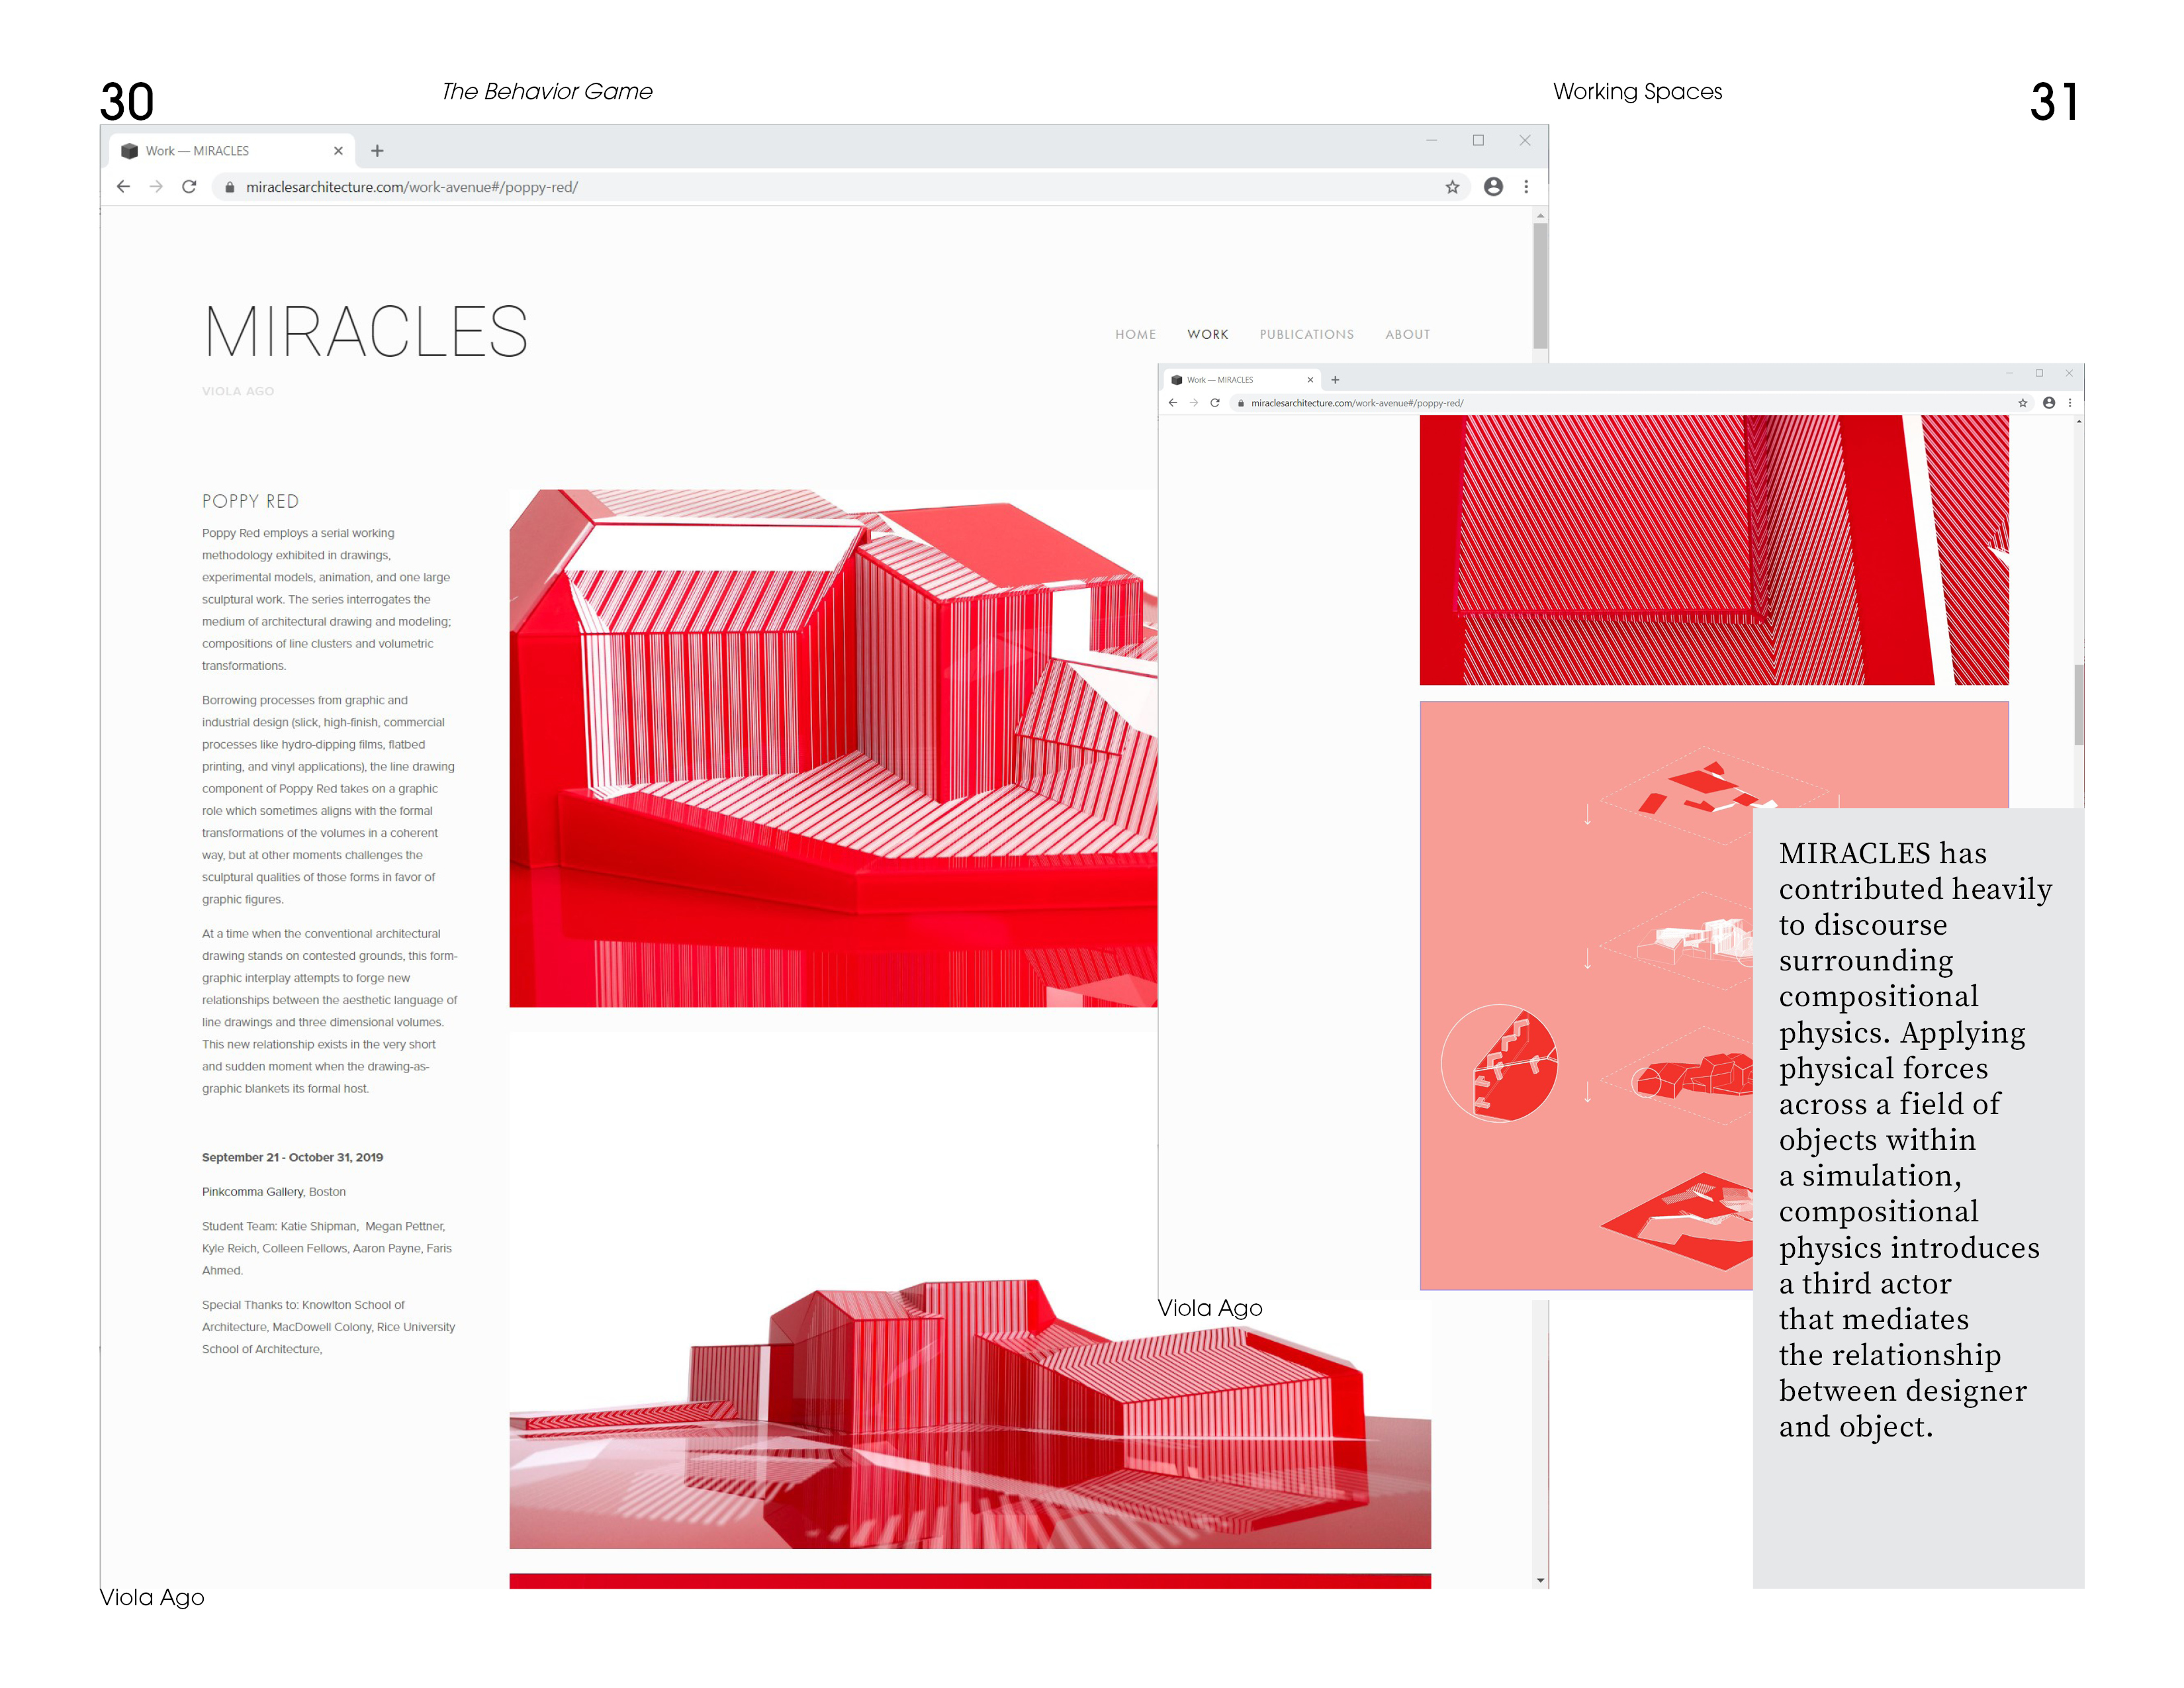 30
The Behavior Game
Working Spaces
31
Work — MIRACLES
miraclesarchitecture.com/work-avenue#/poppy-red/
MIRACLES
VIOLA AGO
HOME WORK PUBLICATIONS ABOUT
POPPY RED
Poppy Red employs a serial working
methodology exhibited in drawings,
experimental models, animation, and one large
sculptural work. The series interrogates the
medium of architectural drawing and modeling;
compositions of line clusters and volumetric
transformations.
Borrowing processes from graphic and
industrial design (slick, high-finish, commercial
processes like hydro-dipping films, flatbed
printing, and vinyl applications), the line drawing
component of Poppy Red takes on a graphic
role which sometimes aligns with the formal
transformations of the volumes in a coherent
way, but at other moments challenges the
sculptural qualities of those forms in favor of
graphic figures.
At a time when the conventional architectural
drawing stands on contested grounds, this form-
graphic interplay attempts to forge new
relationships between the aesthetic language of
line drawings and three dimensional volumes.
This new relationship exists in the very short
and sudden moment when the drawing-as-
graphic blankets its formal host.
September 21 - October 31, 2019
Pinkcomma Gallery, Boston
Student Team: Katie Shipman, Megan Pettner,
Kyle Reich, Colleen Fellows, Aaron Payne, Faris
Ahmed.
Special Thanks to: Knowlton School of
Architecture, MacDowell Colony, Rice University
School of Architecture,
Viola Ago
Work — MIRACLES
miraclesarchitecture.com/work-avenue#/poppy-red/
Viola Ago
MIRACLES has
contributed heavily
to discourse
surrounding
compositional
physics. Applying
physical forces
across a field of
objects within
a simulation,
compositional
physics introduces
a third actor
that mediates
the relationship
between designer
and object.